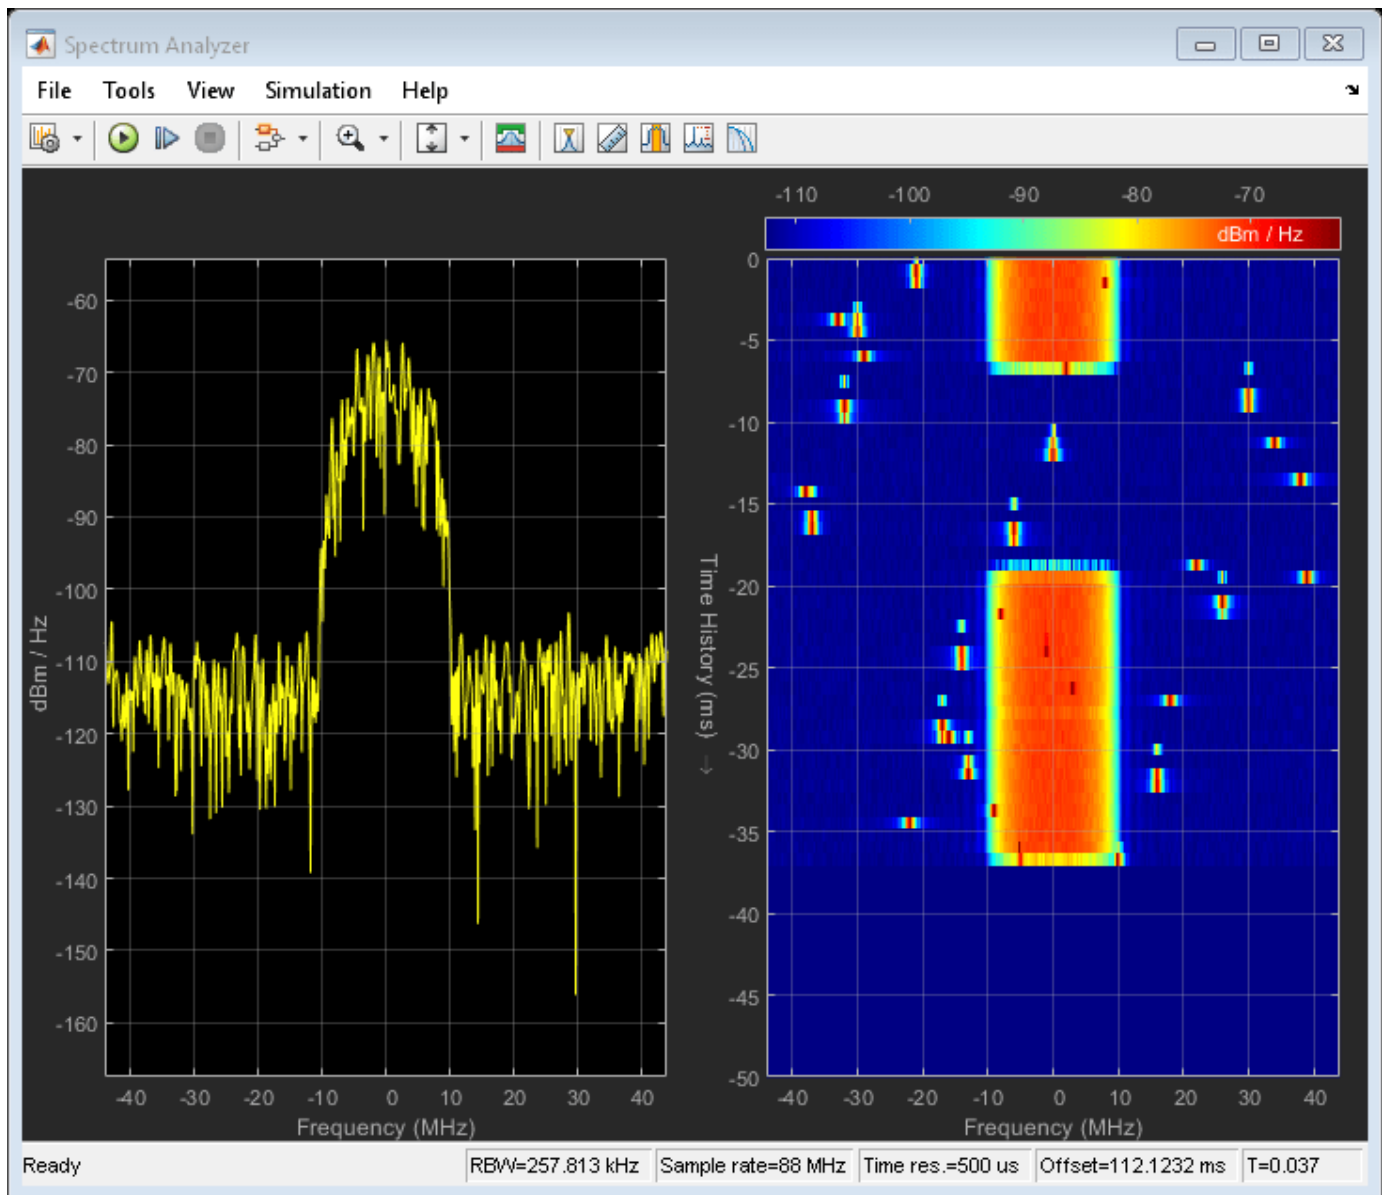 Spectrum Analyzer
File Tools View Simulation Help
-110 -100 -90 -80 -70
dBm / Hz
-60
-70
-80
-90
-100
-110
-120
-130
-140
-150
-160
dBm / Hz
-40 -30 -20 -10 0 10 20 30 40
Frequency (MHz)
0
-5
-10
-15
-20
-25
-30
-35
-40
-45
-50
Time History (ms) →
-40 -30 -20 -10 0 10 20 30 40
Frequency (MHz)
Ready RBW=257.813 kHz Sample rate=88 MHz Time res.=500 us Offset=112.1232 ms T=0.037